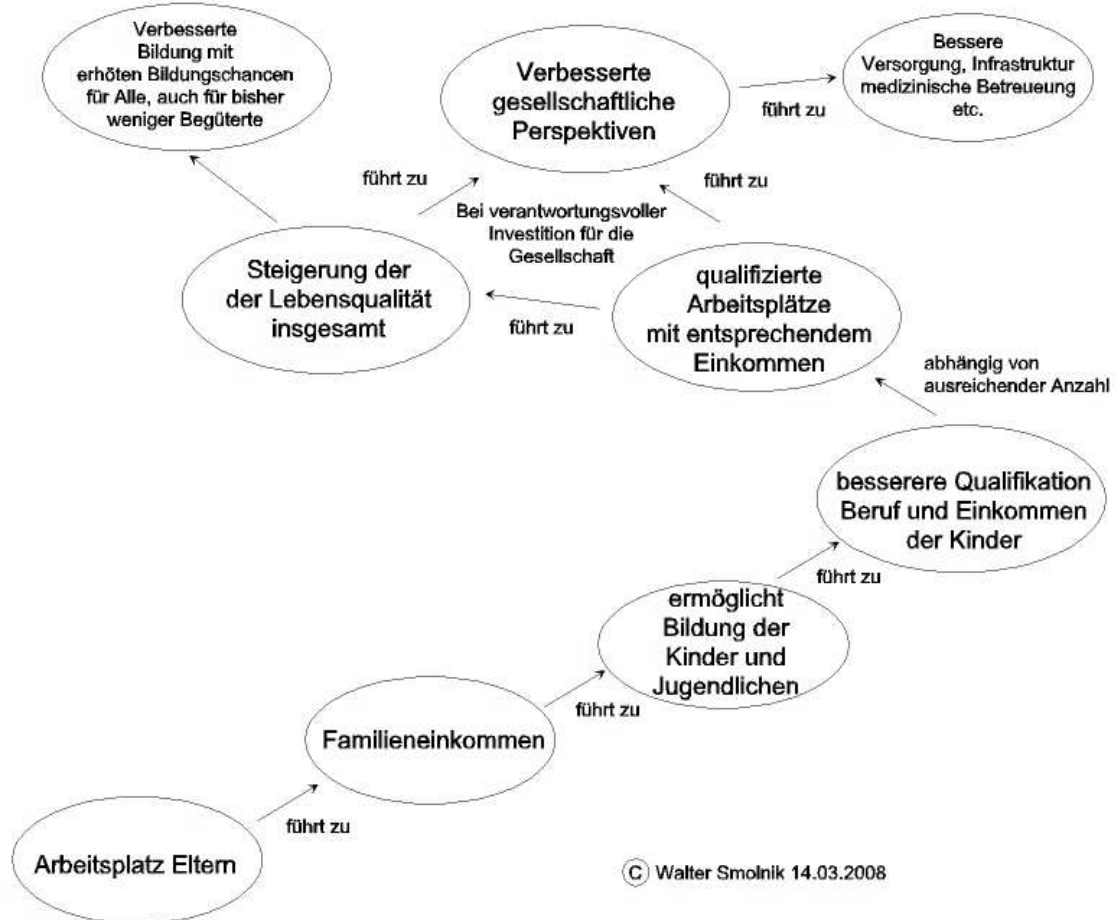 Verbesserte
Bildung mit
erhöten Bildungschancen
für Alle, auch für bisher
weniger Begüterte
Verbesserte
gesellschaftliche
Perspektiven
Bessere
Versorgung, Infrastruktur
medizinische Betreueung
etc.
führt zu
führt zu
führt zu
Bei verantwortungsvoller
Investition für die
Gesellschaft
Steigerung der
der Lebensqualität
insgesamt
führt zu
qualifizierte
Arbeitsplätze
mit entsprechendem
Einkommen
abhängig von
ausreichender Anzahl
besserere Qualifikation
Beruf und Einkommen
der Kinder
führt zu
ermöglicht
Bildung der
Kinder und
Jugendlichen
führt zu
Familieneinkommen
führt zu
Arbeitsplatz Eltern
© Walter Smolnik 14.03.2008